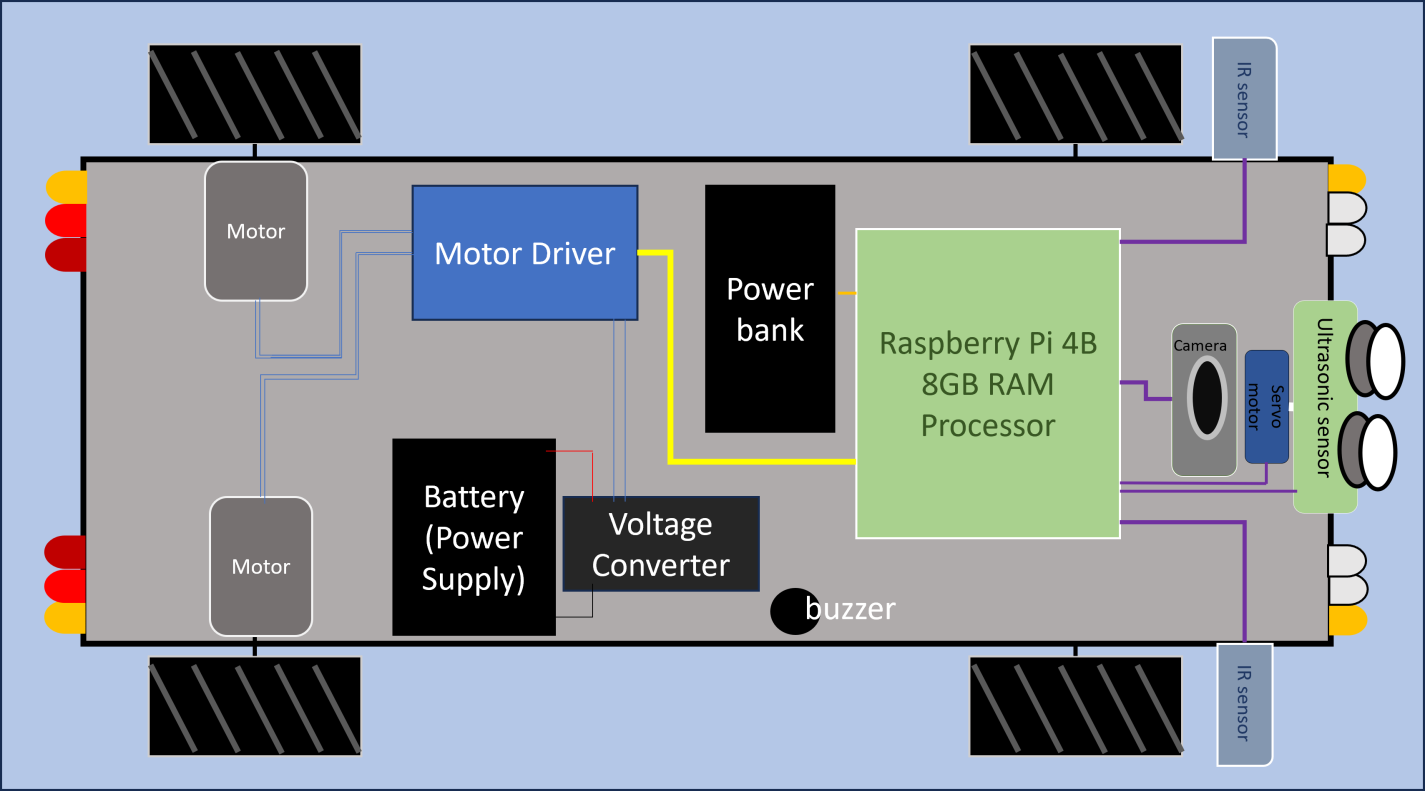 IR sensor
Motor
Motor Driver
Power
bank
Raspberry Pi 4B
8GB RAM
Processor
Camera
Servo
motor
Ultrasonic sensor
Battery
(Power
Supply)
Voltage
Converter
Motor
buzzer
IR sensor